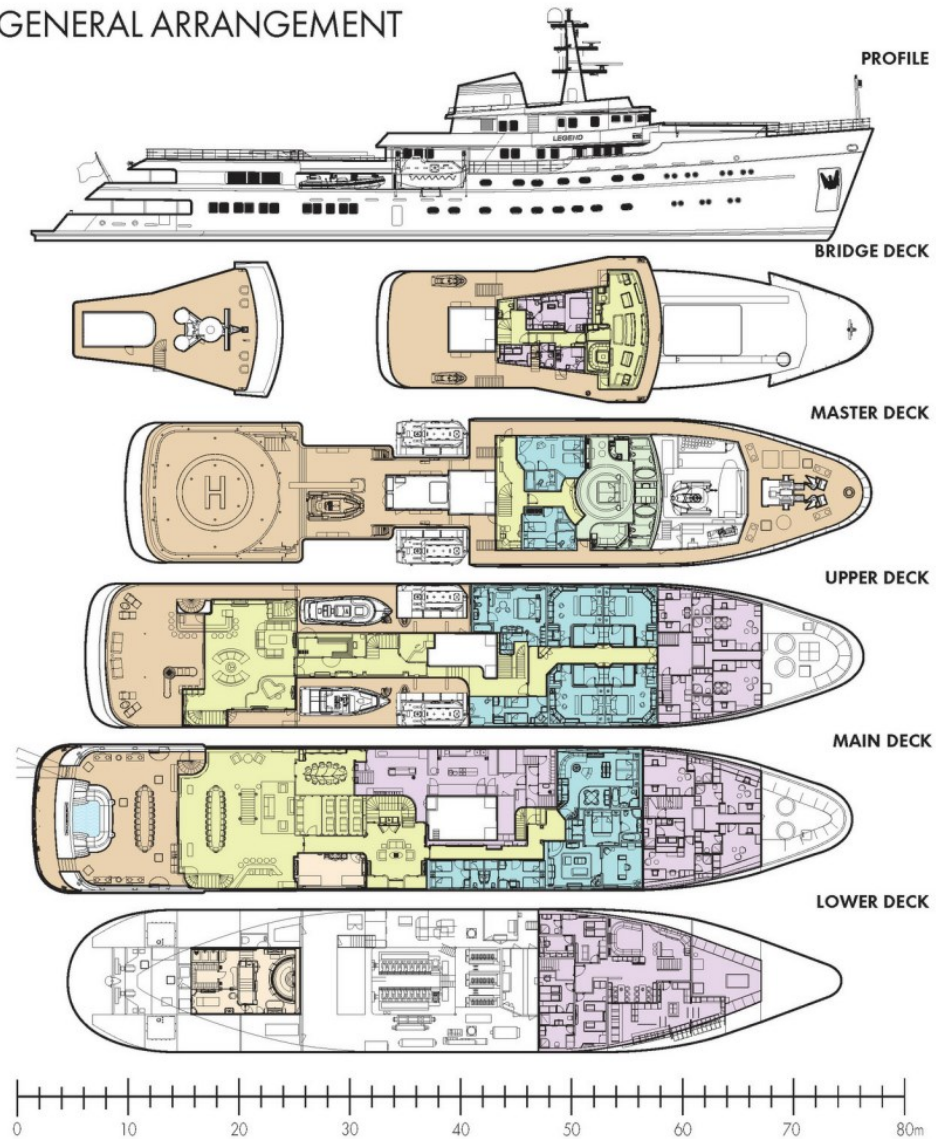 GENERAL ARRANGEMENT
PROFILE
LEGEND
BRIDGE DECK
MASTER DECK
H
UPPER DECK
MAIN DECK
LOWER DECK
0 10 20 30 40 50 60 70 80m